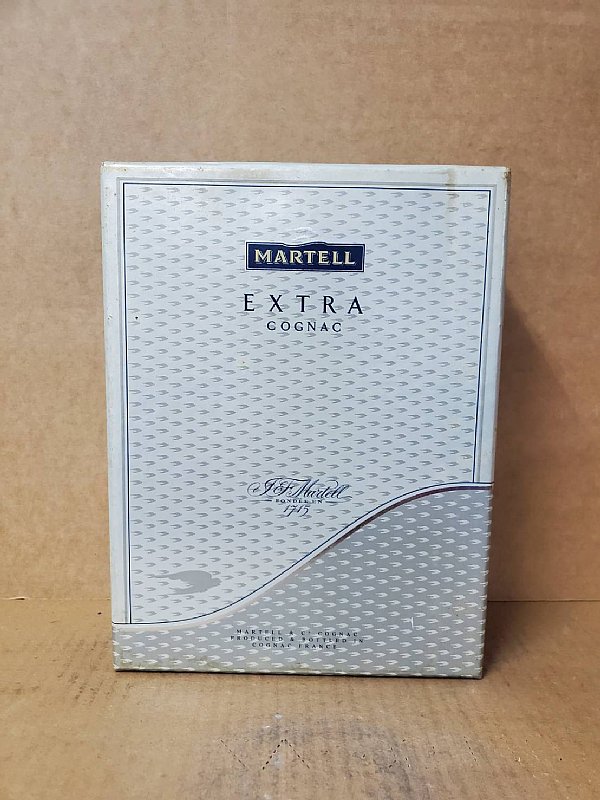 MARTELL
EXTRA
COGNAC
J&F Martell
FONDÉE EN
1715
MARTELL & Cº COGNAC
PRODUCED & BOTTLED IN
COGNAC FRANCE